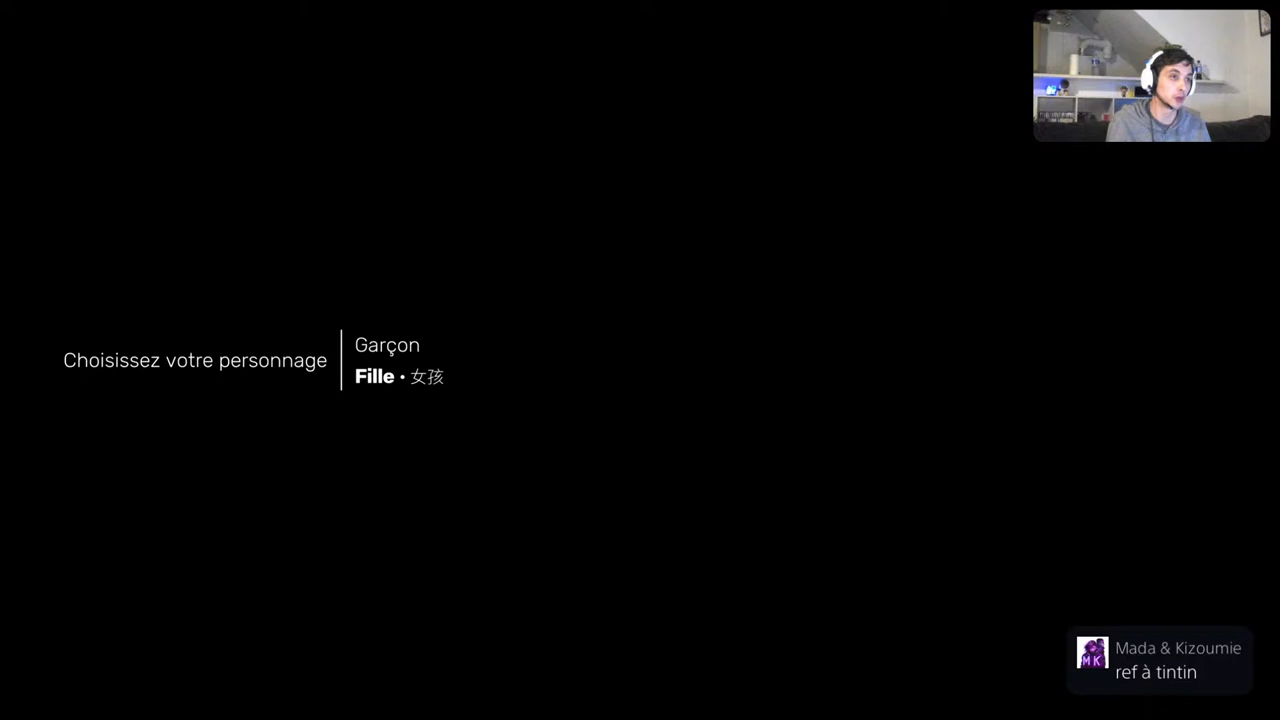 Choisissez votre personnage
Garçon
Fille • 女孩
Mada & Kizoumie
ref à tintin